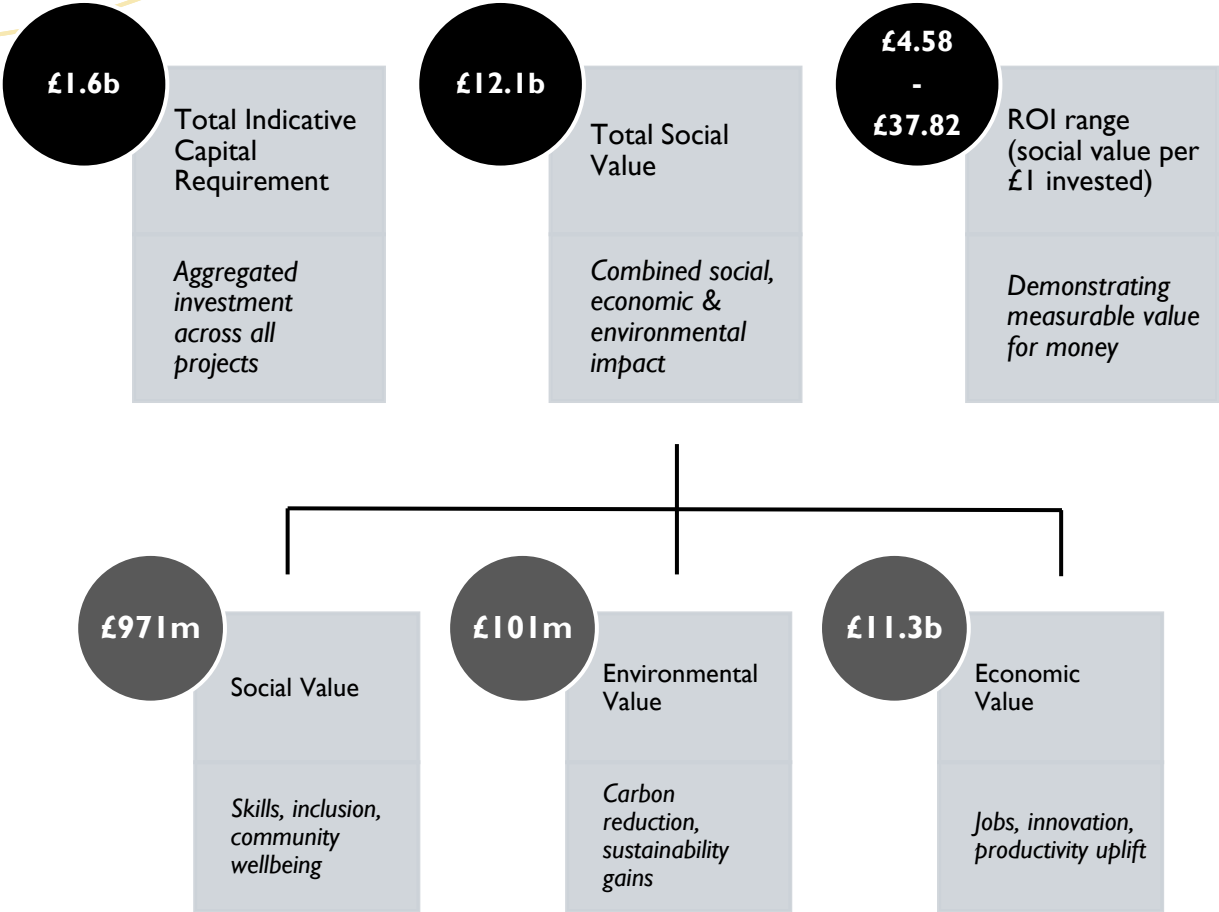 £1.6b
Total Indicative
Capital
Requirement
Aggregated
investment
across all
projects
£12.1b
Total Social
Value
Combined social,
economic &
environmental
impact
£4.58
-
£37.82
ROI range
(social value per
£1 invested)
Demonstrating
measurable value
for money
£971m
Social Value
Skills, inclusion,
community
wellbeing
£101m
Environmental
Value
Carbon
reduction,
sustainability
gains
£11.3b
Economic
Value
Jobs, innovation,
productivity uplift